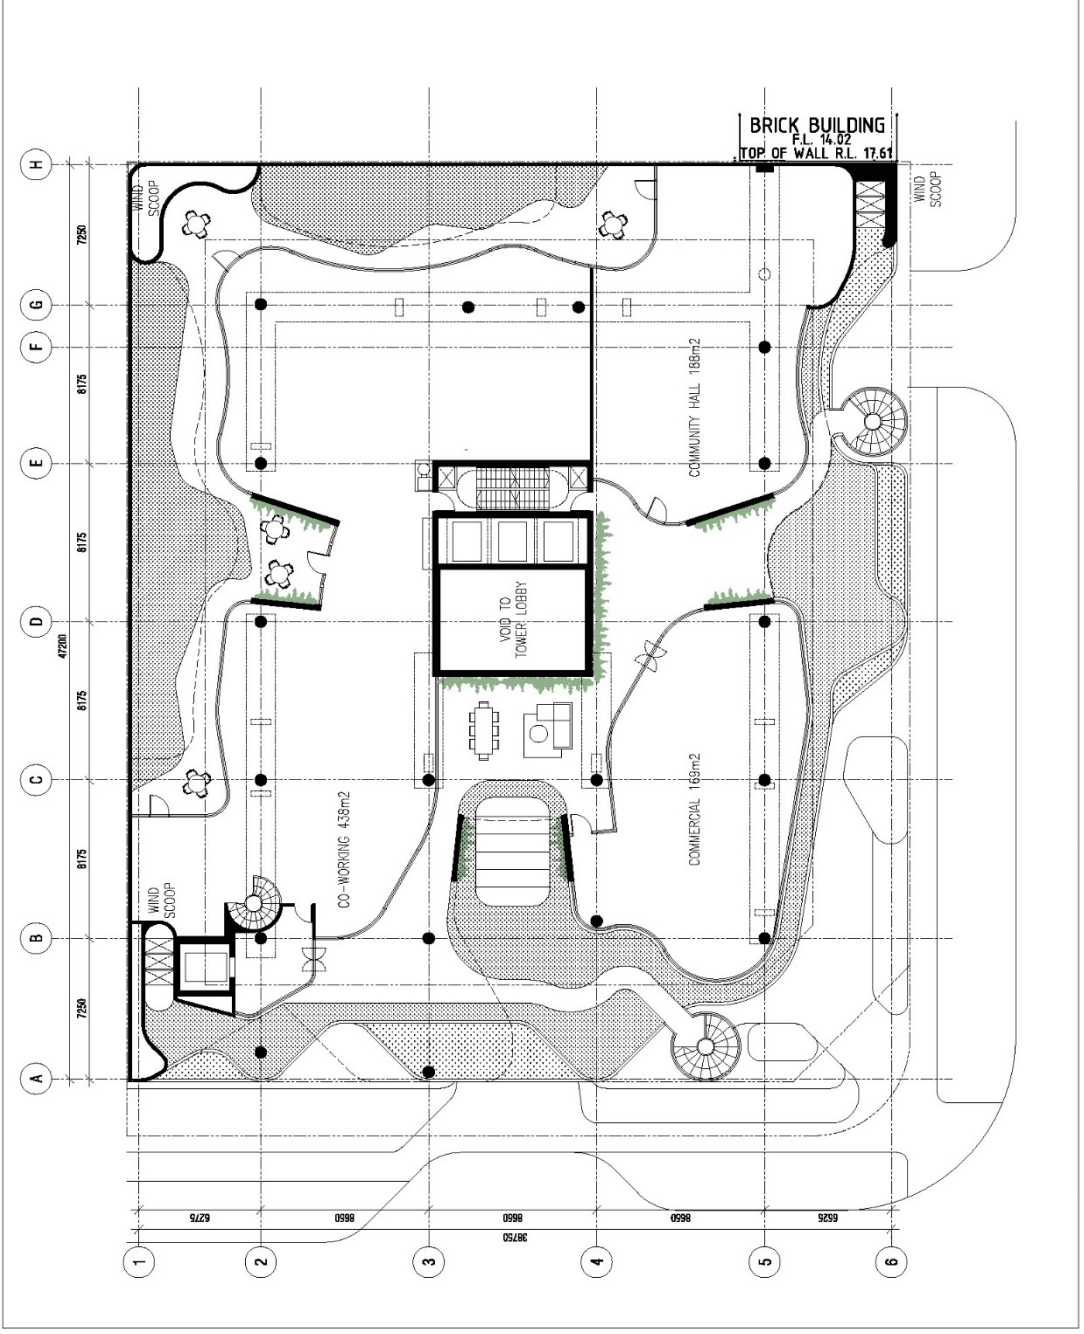 BRICK BUILDING
F.L. 14.02
TOP OF WALL R.L. 17.61
H
G
F
E
D
C
B
A
7250
8175
8175
8175
8175
7250
47200
WIND
SCOOP
WIND
SCOOP
COMMUNITY HALL 188m2
VOID TO
TOWER LOBBY
CO-WORKING 438m2
COMMERCIAL 169m2
WIND
SCOOP
6275
8650
8650
8650
6525
38750
1
2
3
4
5
6